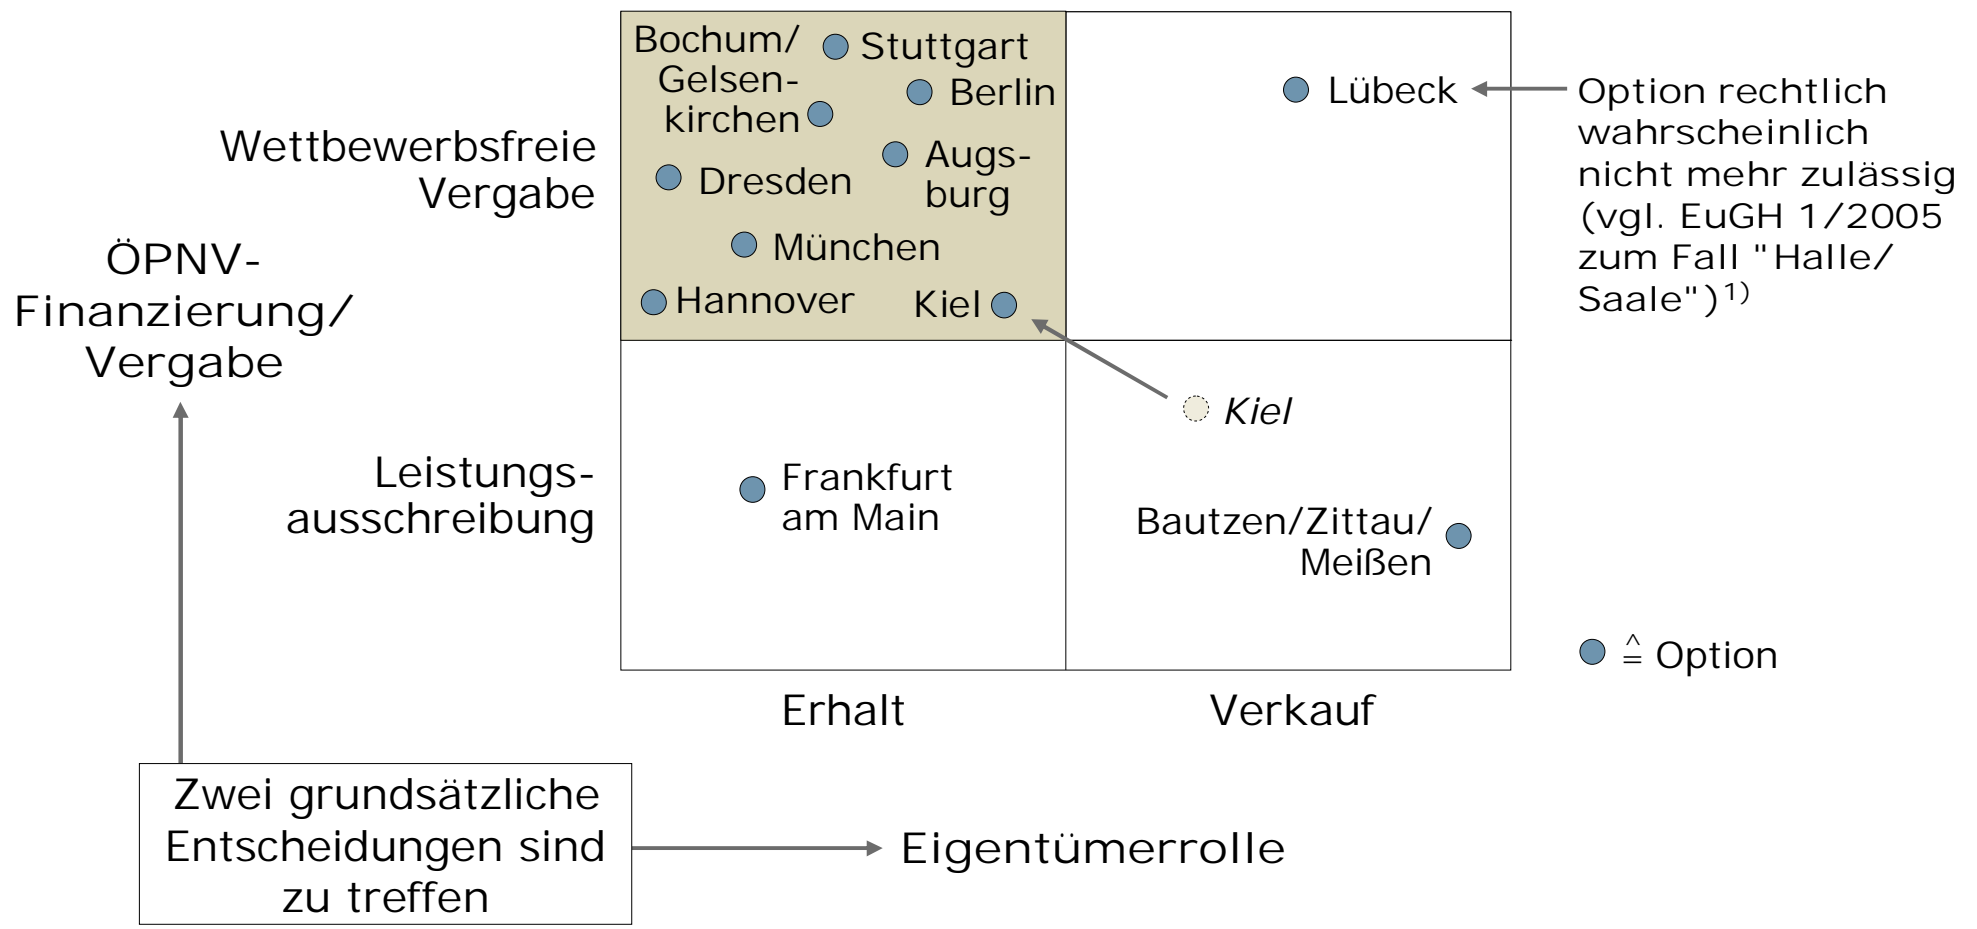 Bochum/
Gelsen-
kirchen
Stuttgart
Berlin
Augs-
burg
Dresden
München
Hannover
Kiel
Lübeck
Option rechtlich
wahrscheinlich
nicht mehr zulässig
(vgl. EuGH 1/2005
zum Fall "Halle/
Saale")1)
Wettbewerbsfreie
Vergabe
ÖPNV-
Finanzierung/
Vergabe
Kiel
Leistungs-
ausschreibung
Frankfurt
am Main
Bautzen/Zittau/
Meißen
≙ Option
Erhalt
Verkauf
Zwei grundsätzliche
Entscheidungen sind
zu treffen
Eigentümerrolle